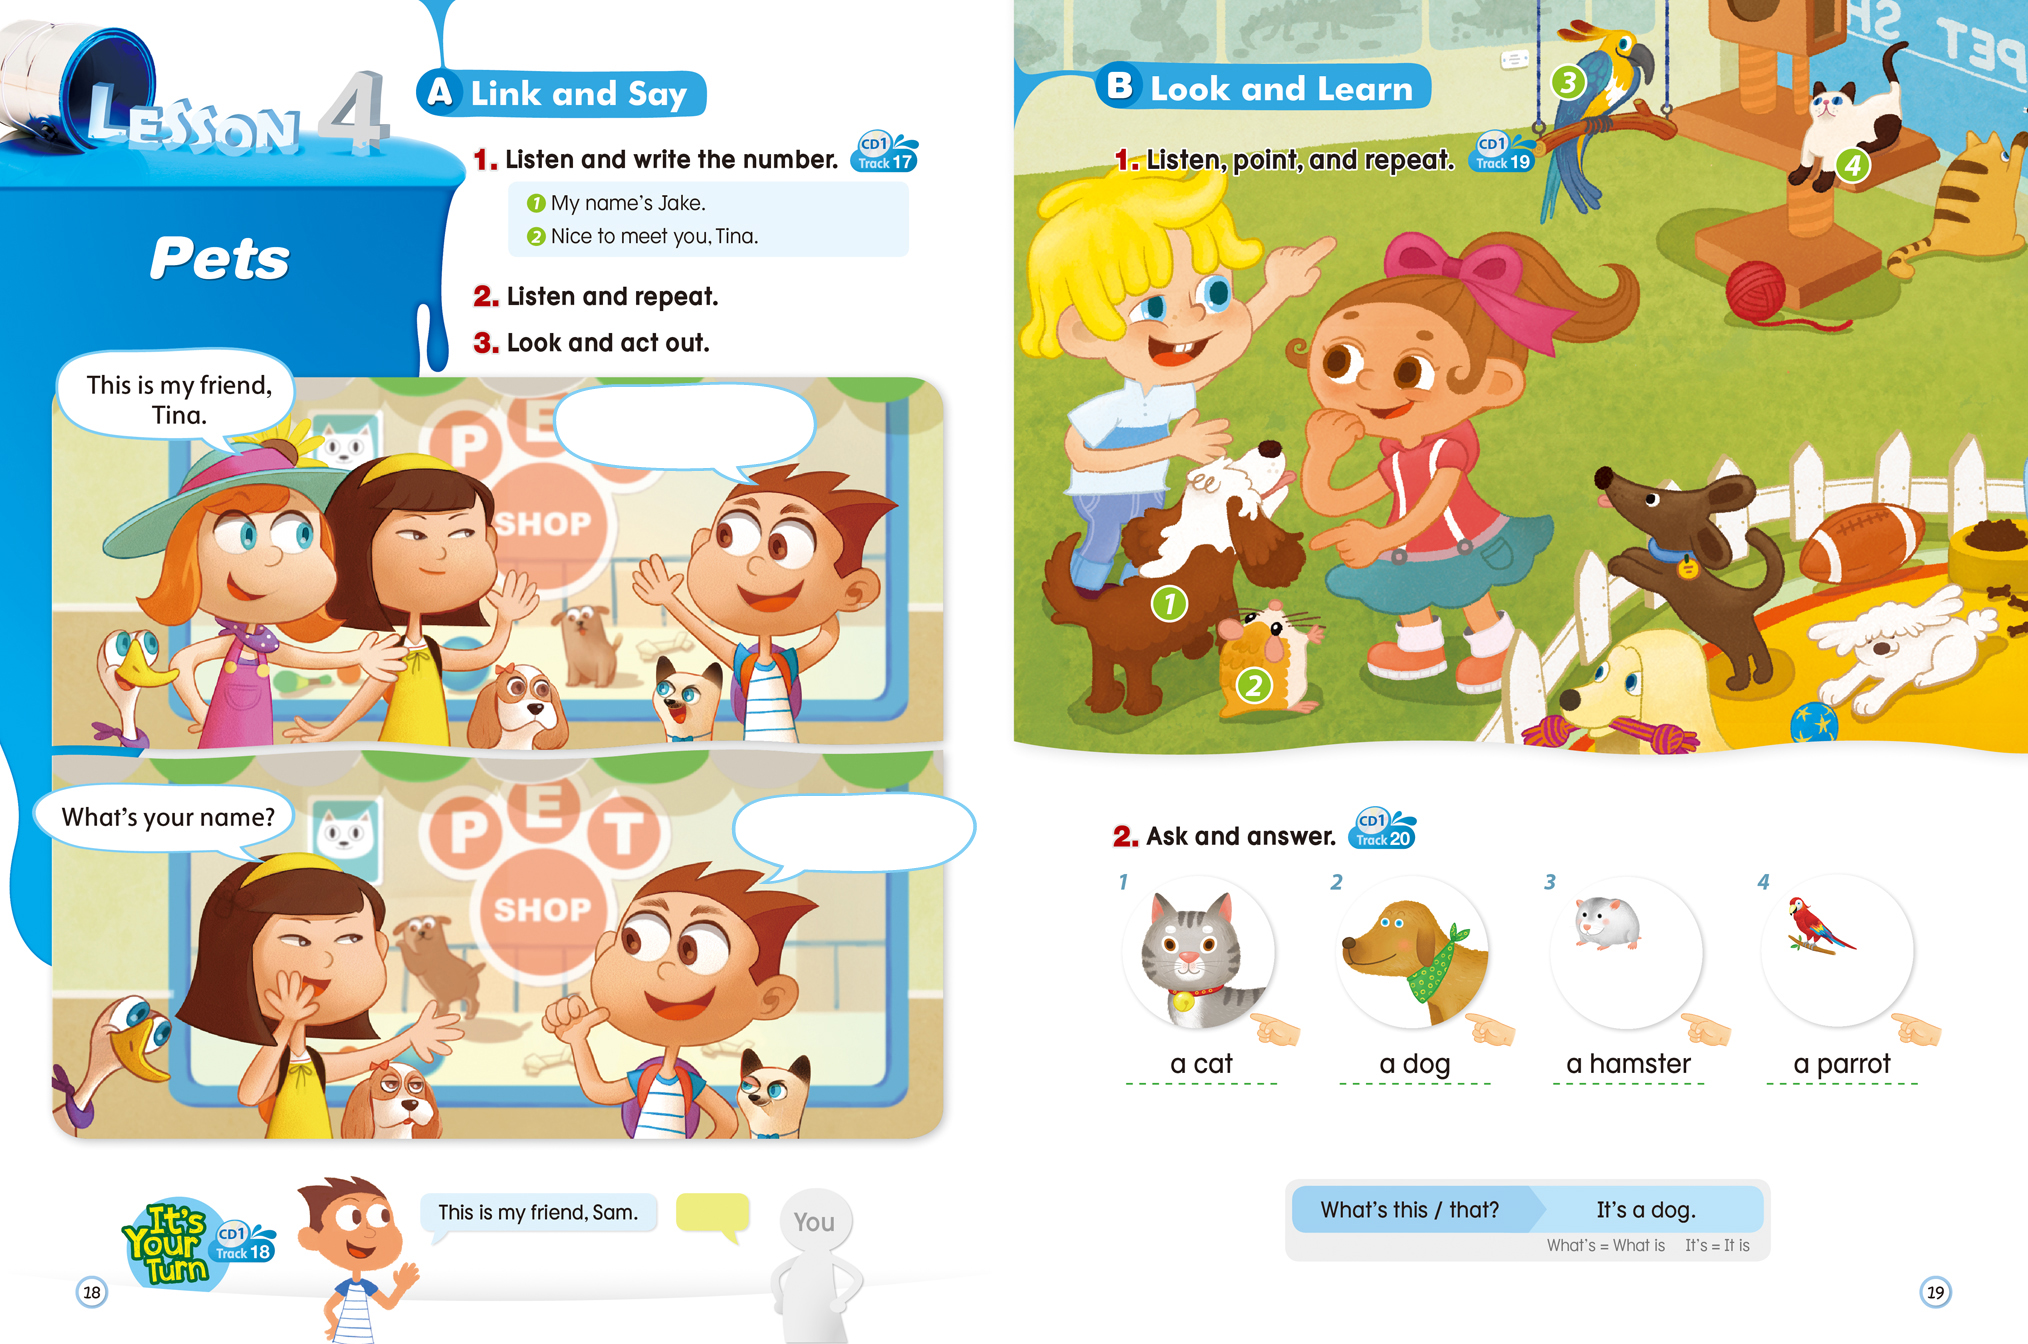 LESSON 4
Pets
A Link and Say
1. Listen and write the number. CD1 Track 17
1 My name's Jake.
2 Nice to meet you, Tina.
2. Listen and repeat.
3. Look and act out.
This is my friend,
Tina.
P E
SHOP
What's your name?
P E T
SHOP
It's
Your
Turn
CD1
Track 18
This is my friend, Sam.
You
18
B Look and Learn
1. Listen, point, and repeat. CD1 Track 19
PET SH
3
4
1
2
2. Ask and answer. CD1 Track 20
1 2 3 4
a cat a dog a hamster a parrot
What's this / that? It's a dog.
What's = What is It's = It is
19